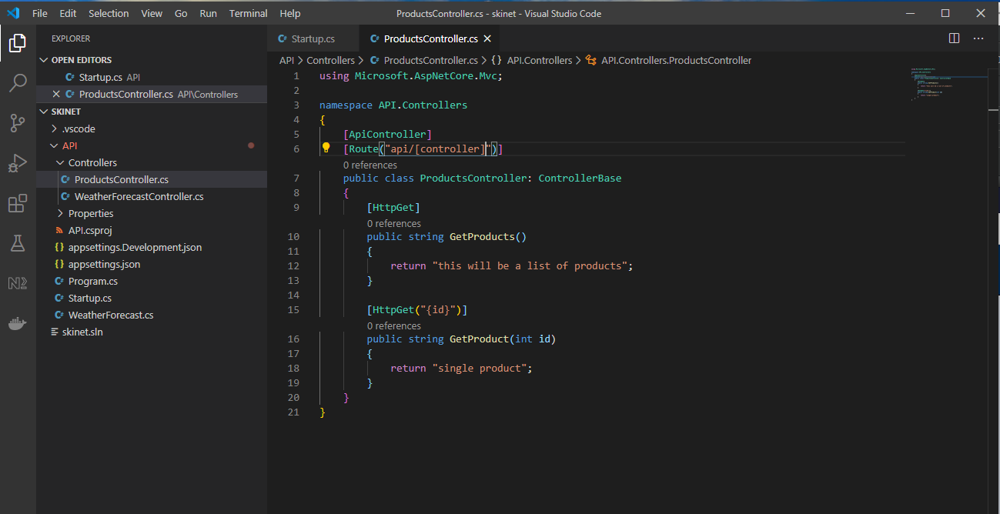 File Edit Selection View Go Run Terminal Help ProductsController.cs - skinet - Visual Studio Code
EXPLORER
OPEN EDITORS
Startup.cs API
ProductsController.cs API\Controllers
SKINET
.vscode
API
Controllers
ProductsController.cs
WeatherForecastController.cs
Properties
API.csproj
appsettings.Development.json
appsettings.json
Program.cs
Startup.cs
WeatherForecast.cs
skinet.sln
Startup.cs ProductsController.cs
API > Controllers > ProductsController.cs > {} API.Controllers > API.Controllers.ProductsController
1 using Microsoft.AspNetCore.Mvc;
2
3 namespace API.Controllers
4 {
5 [ApiController]
6 [Route("api/[controller]")]
0 references
7 public class ProductsController: ControllerBase
8 {
9 [HttpGet]
0 references
10 public string GetProducts()
11 {
12 return "this will be a list of products";
13 }
14
15 [HttpGet("{id}")]
0 references
16 public string GetProduct(int id)
17 {
18 return "single product";
19 }
20 }
21 }